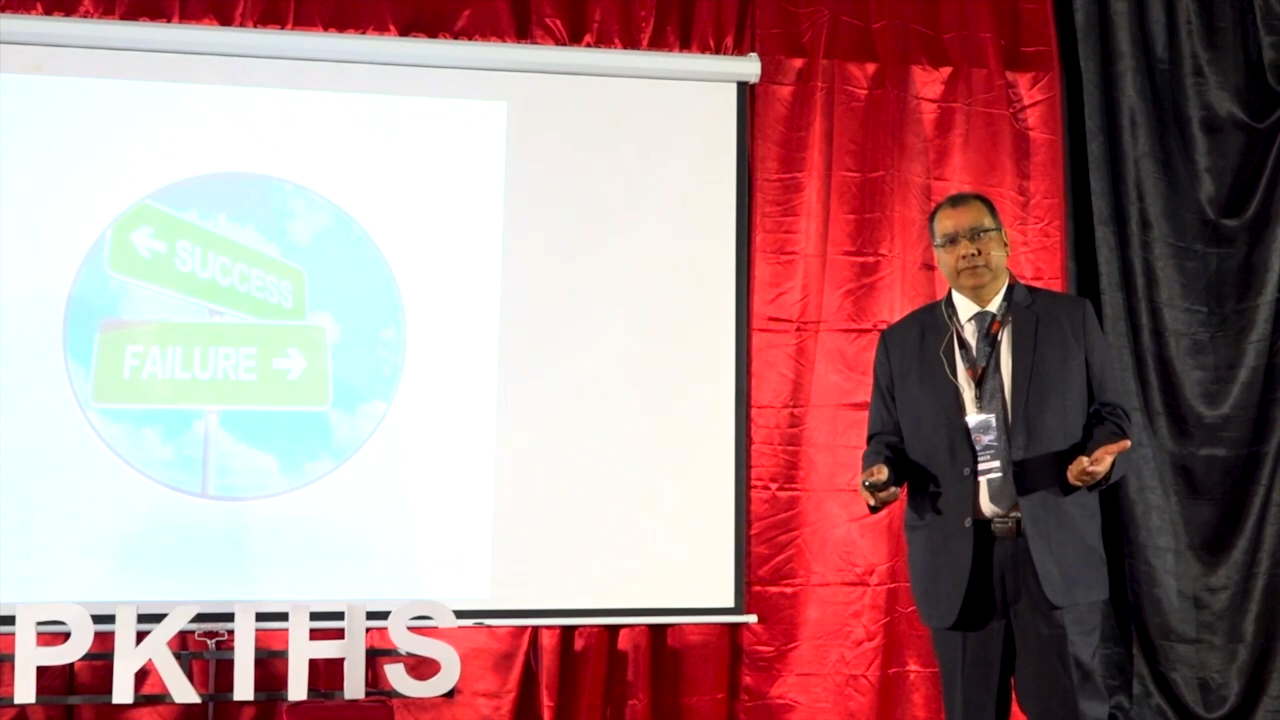 ← SUCCESS
FAILURE →
PKIHS